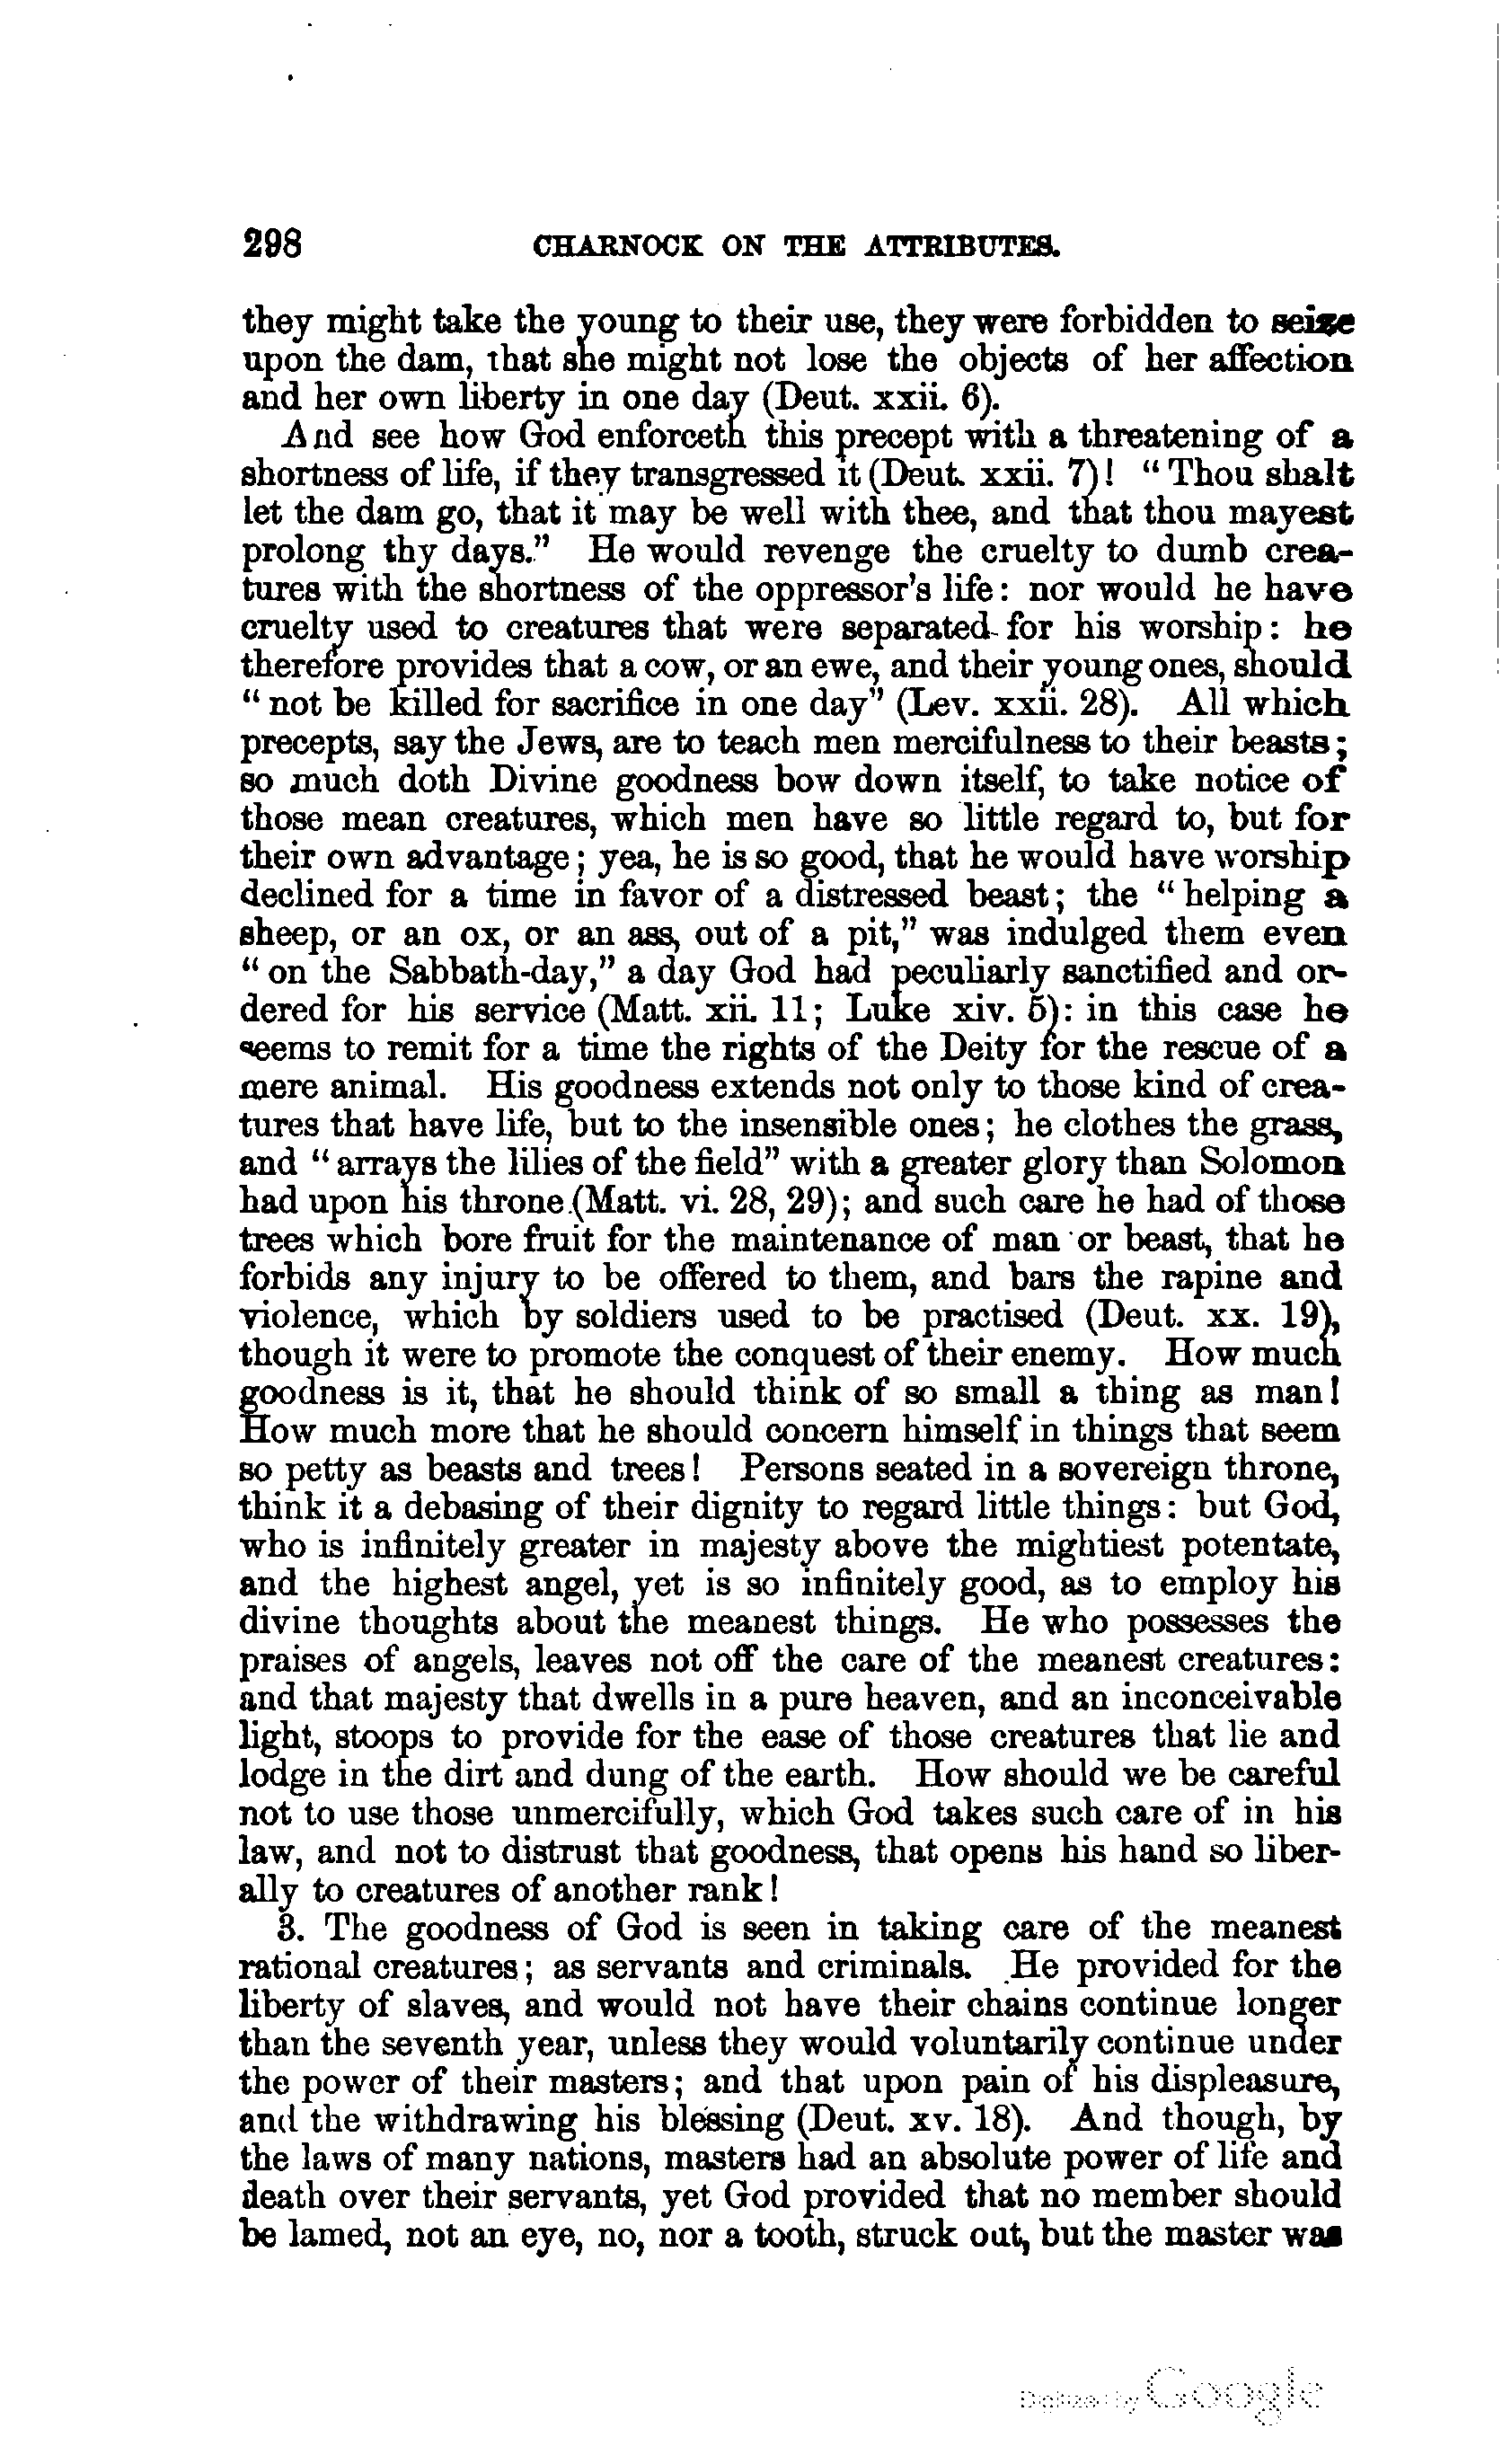 298 CHARNOCK ON THE ATTRIBUTES.
they might take the young to their use, they were forbidden to seize
upon the dam, that she might not lose the objects of her affection
and her own liberty in one day (Deut. xxii. 6).
And see how God enforceth this precept with a threatening of a
shortness of life, if they transgressed it (Deut. xxii. 7)! "Thou shalt
let the dam go, that it may be well with thee, and that thou mayest
prolong thy days." He would revenge the cruelty to dumb crea-
tures with the shortness of the oppressor's life: nor would he have
cruelty used to creatures that were separated for his worship: he
therefore provides that a cow, or an ewe, and their young ones, should
"not be killed for sacrifice in one day" (Lev. xxii. 28). All which
precepts, say the Jews, are to teach men mercifulness to their beasts;
so much doth Divine goodness bow down itself, to take notice of
those mean creatures, which men have so little regard to, but for
their own advantage; yea, he is so good, that he would have worship
declined for a time in favor of a distressed beast; the "helping a
sheep, or an ox, or an ass, out of a pit," was indulged them even
"on the Sabbath-day," a day God had peculiarly sanctified and or-
dered for his service (Matt. xii. 11; Luke xiv. 5): in this case he
seems to remit for a time the rights of the Deity for the rescue of a
mere animal. His goodness extends not only to those kind of crea-
tures that have life, but to the insensible ones; he clothes the grass,
and "arrays the lilies of the field" with a greater glory than Solomon
had upon his throne (Matt. vi. 28, 29); and such care he had of those
trees which bore fruit for the maintenance of man or beast, that he
forbids any injury to be offered to them, and bars the rapine and
violence, which by soldiers used to be practised (Deut. xx. 19),
though it were to promote the conquest of their enemy. How much
goodness is it, that he should think of so small a thing as man!
How much more that he should concern himself in things that seem
so petty as beasts and trees! Persons seated in a sovereign throne,
think it a debasing of their dignity to regard little things: but God,
who is infinitely greater in majesty above the mightiest potentate,
and the highest angel, yet is so infinitely good, as to employ his
divine thoughts about the meanest things. He who possesses the
praises of angels, leaves not off the care of the meanest creatures:
and that majesty that dwells in a pure heaven, and an inconceivable
light, stoops to provide for the ease of those creatures that lie and
lodge in the dirt and dung of the earth. How should we be careful
not to use those unmercifully, which God takes such care of in his
law, and not to distrust that goodness, that opens his hand so liber-
ally to creatures of another rank!
3. The goodness of God is seen in taking care of the meanest
rational creatures; as servants and criminals. He provided for the
liberty of slaves, and would not have their chains continue longer
than the seventh year, unless they would voluntarily continue under
the power of their masters; and that upon pain of his displeasure,
and the withdrawing his blessing (Deut. xv. 18). And though, by
the laws of many nations, masters had an absolute power of life and
death over their servants, yet God provided that no member should
be lamed, not an eye, no, nor a tooth, struck out, but the master was
Digitized by Google